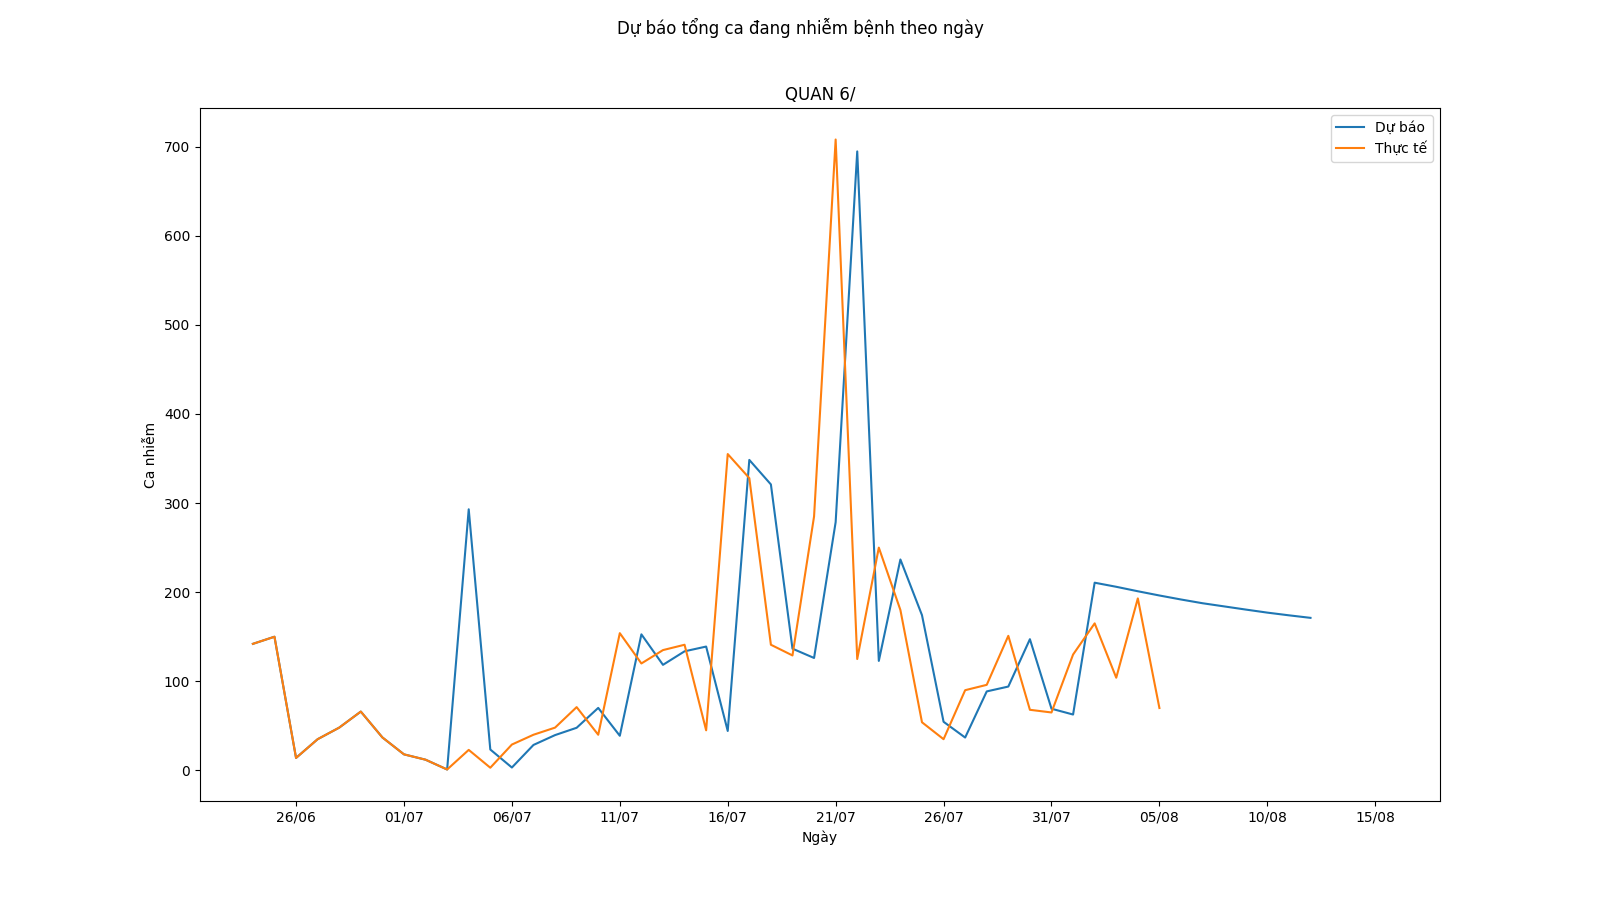 Dự báo tổng ca đang nhiễm bệnh theo ngày
QUAN 6/
Dự báo
Thực tế
700
600
500
400
300
200
100
0
Ca nhiễm
26/06 01/07 06/07 11/07 16/07 21/07 26/07 31/07 05/08 10/08 15/08
Ngày